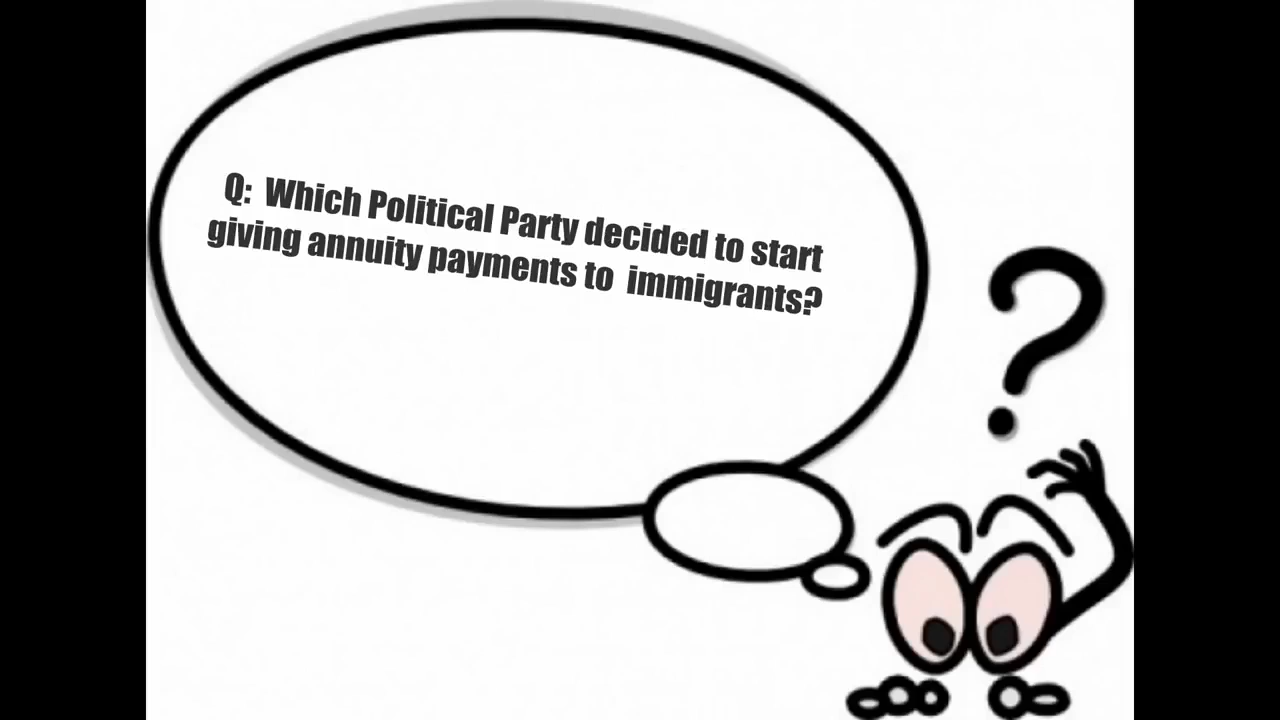 Q:  Which Political Party decided to start
giving annuity payments to  immigrants?
?